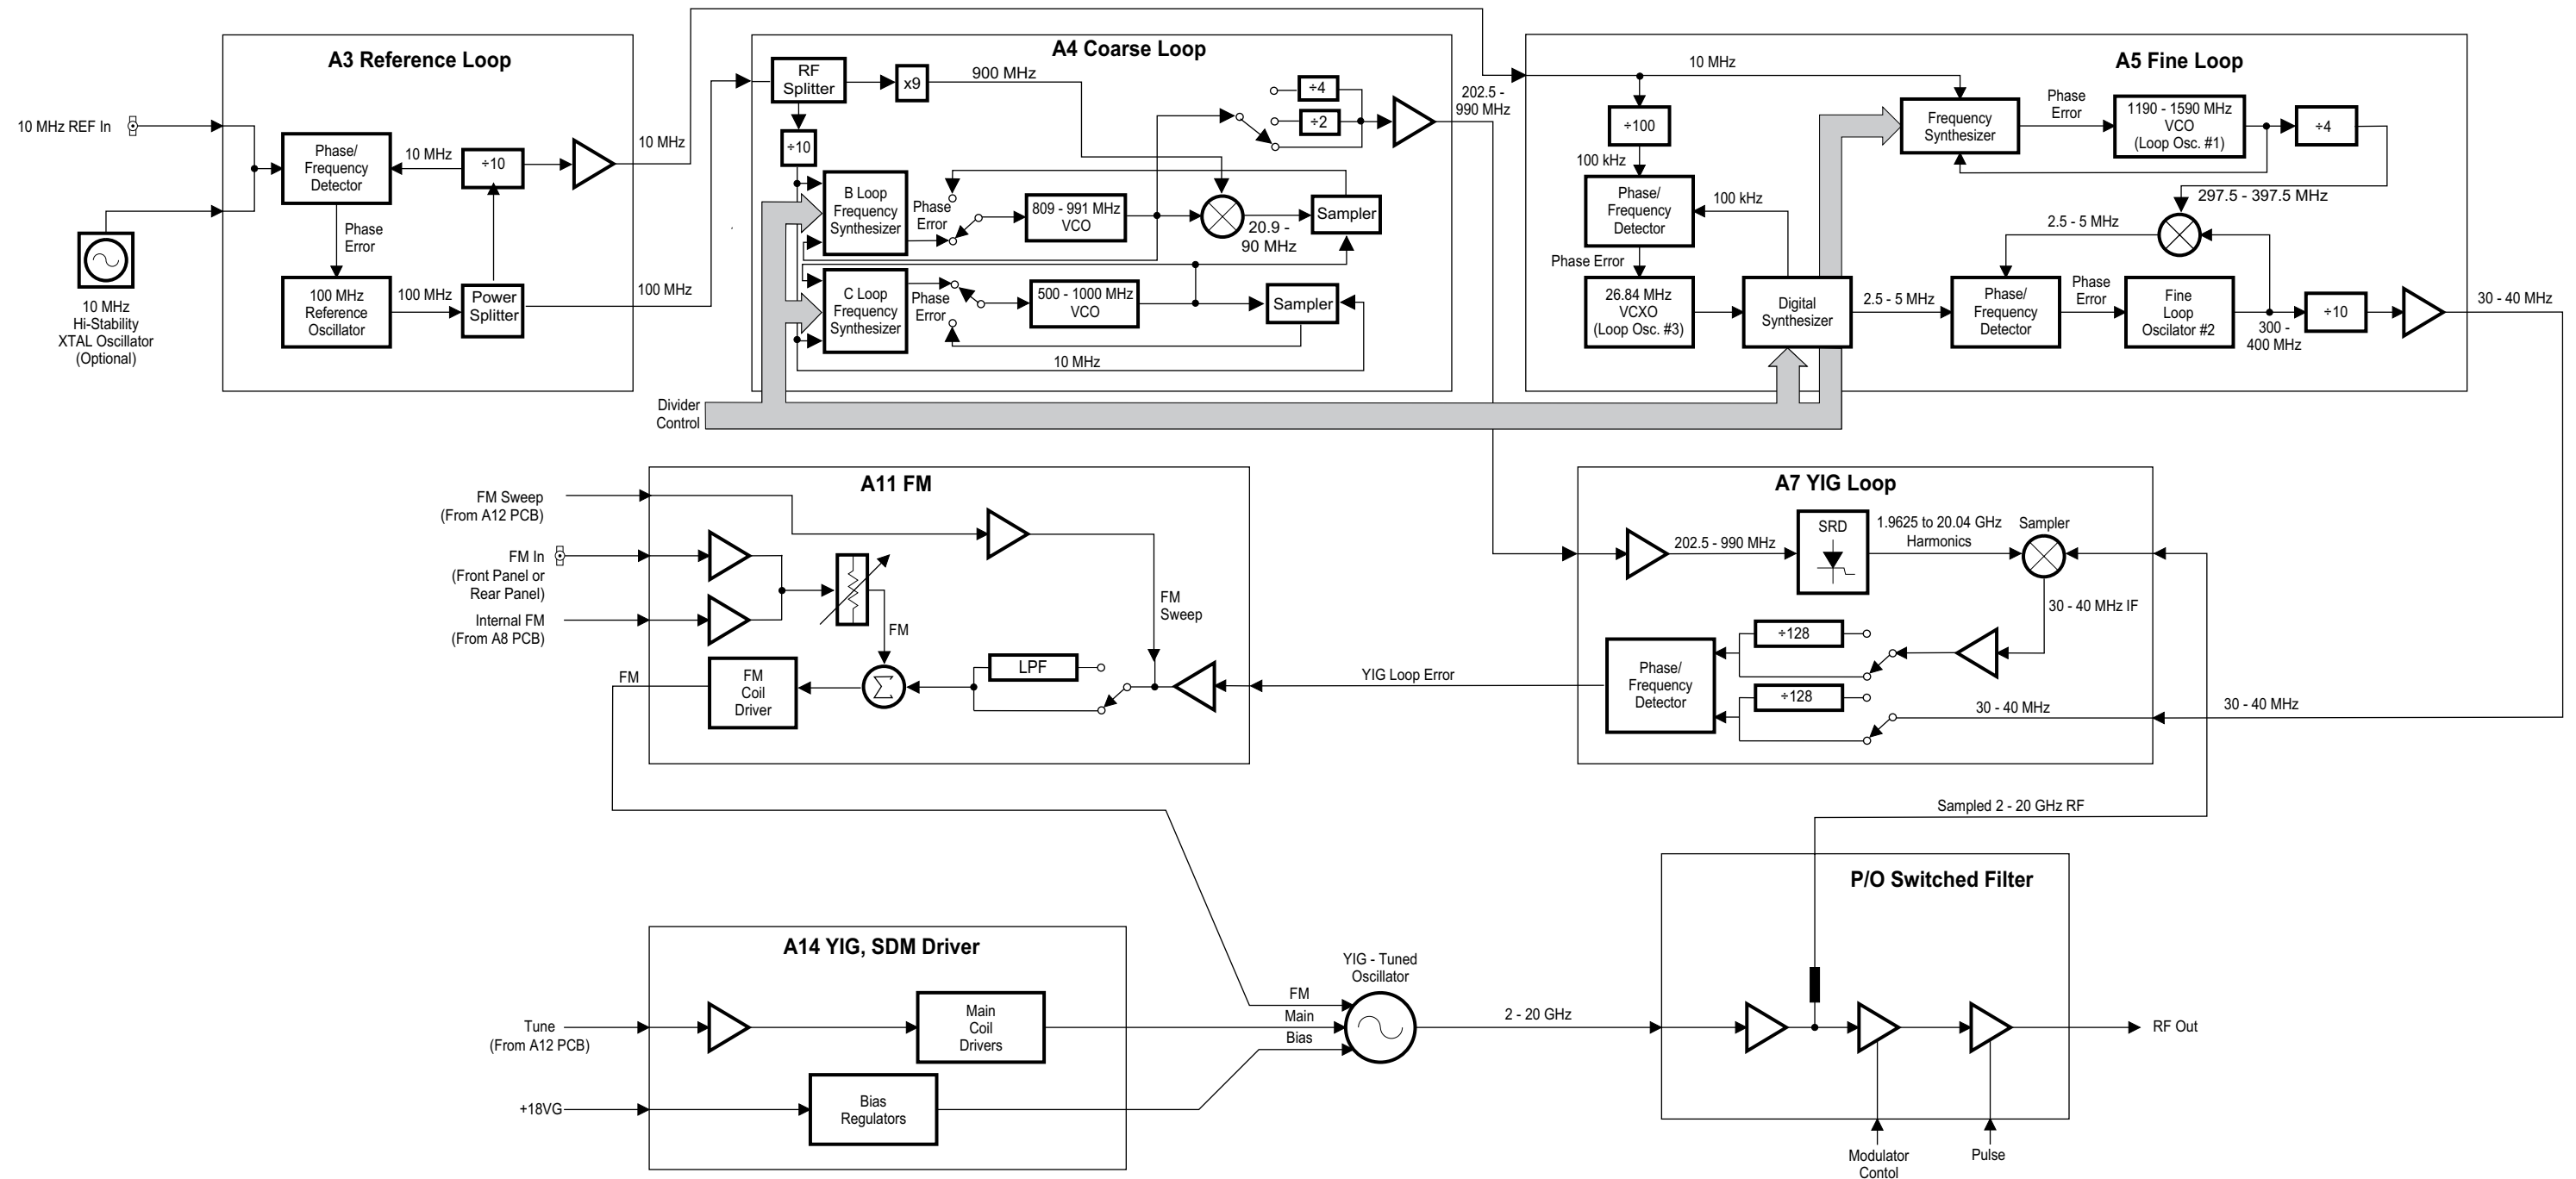 A3 Reference Loop
10 MHz REF In
Phase/
Frequency
Detector
10 MHz
÷10
10 MHz
Phase
Error
10 MHz
Hi-Stability
XTAL Oscillator
(Optional)
100 MHz
Reference
Oscillator
100 MHz
Power
Splitter
100 MHz
A4 Coarse Loop
RF
Splitter
x9
900 MHz
÷4
÷2
202.5 -
990 MHz
÷10
B Loop
Frequency
Synthesizer
Phase
Error
809 - 991 MHz
VCO
20.9 -
90 MHz
Sampler
C Loop
Frequency
Synthesizer
Phase
Error
500 - 1000 MHz
VCO
Sampler
10 MHz
Divider
Control
A5 Fine Loop
10 MHz
÷100
100 kHz
Frequency
Synthesizer
Phase
Error
1190 - 1590 MHz
VCO
(Loop Osc. #1)
÷4
Phase/
Frequency
Detector
100 kHz
297.5 - 397.5 MHz
2.5 - 5 MHz
Phase Error
26.84 MHz
VCXO
(Loop Osc. #3)
Digital
Synthesizer
2.5 - 5 MHz
Phase/
Frequency
Detector
Phase
Error
Fine
Loop
Oscilator #2
300 -
400 MHz
÷10
30 - 40 MHz
A11 FM
FM Sweep
(From A12 PCB)
FM In
(Front Panel or
Rear Panel)
Internal FM
(From A8 PCB)
FM
FM
Sweep
LPF
FM
FM
Coil
Driver
Σ
YIG Loop Error
A7 YIG Loop
202.5 - 990 MHz
SRD
1.9625 to 20.04 GHz
Harmonics
Sampler
30 - 40 MHz IF
÷128
Phase/
Frequency
Detector
÷128
30 - 40 MHz
30 - 40 MHz
Sampled 2 - 20 GHz RF
P/O Switched Filter
A14 YIG, SDM Driver
Tune
(From A12 PCB)
Main
Coil
Drivers
+18VG
Bias
Regulators
YIG - Tuned
Oscillator
FM
Main
Bias
2 - 20 GHz
RF Out
Modulator
Contol
Pulse